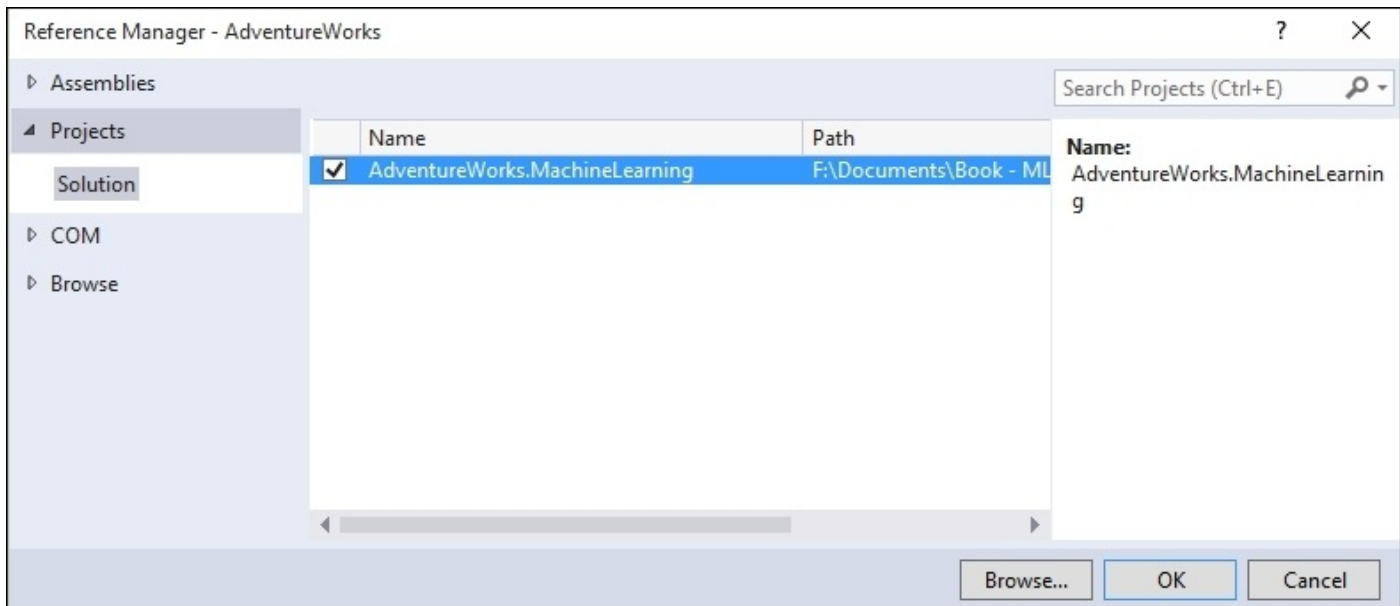 Reference Manager - AdventureWorks
?
Assemblies
Search Projects (Ctrl+E)
Projects
Name
Path
Name:
AdventureWorks.MachineLearning
F:\Documents\Book - ML
AdventureWorks.MachineLearnin
g
Solution
COM
Browse
Browse...
OK
Cancel